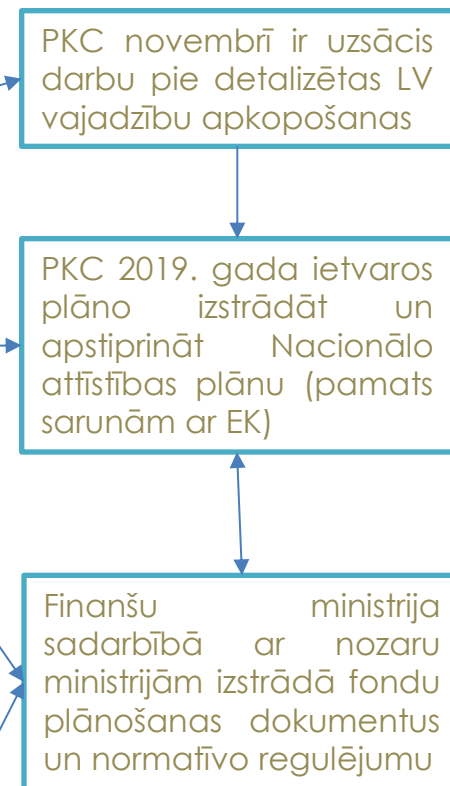 PKC novembrī ir uzsācis
darbu pie detalizētas LV
vajadzību apkopošanas
PKC 2019. gada ietvaros
plāno izstrādāt un
apstiprināt Nacionālo
attīstības plānu (pamats
sarunām ar EK)
Finanšu ministrija
sadarbībā ar nozaru
ministrijām izstrādā fondu
plānošanas dokumentus
un normatīvo regulējumu